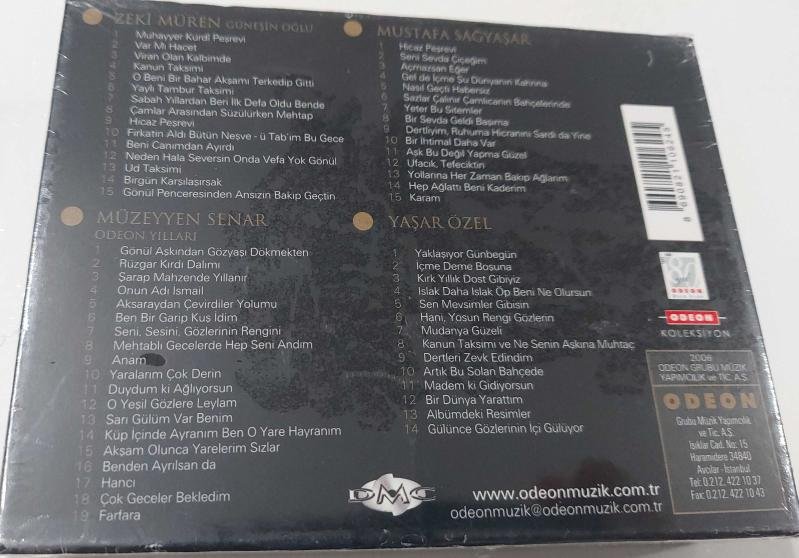 ZEKİ MÜREN GÜNEŞİN OĞLU
1 Muhayyer Kürdi Peşrevi
2 Var Mı Hacet
3 Viran Olan Kalbimde
4 Kanun Taksimi
5 O Beni Bir Bahar Akşamı Terkedip Gitti
6 Yaylı Tambur Taksimi
7 Sabah Yıllardan Beri İlk Defa Oldu Bende
8 Çamlar Arasından Süzülürken Mehtap
9 Hicaz Peşrevi
10 Firkatin Aldı Bütün Neşve - ü Tab'ım Bu Gece
11 Beni Canımdan Ayırdı
12 Neden Hala Seversin Onda Vefa Yok Gönül
13 Ud Taksimi
14 Birgün Karşılaşırsak
15 Gönül Penceresinden Ansızın Bakıp Geçtin
MUSTAFA SAĞYAŞAR
1 Hicaz Peşrevi
2 Seni Sevda Çiçeğim
3 Açmazsan Eğer
4 Gel de İçme Şu Dünyanın Kahrına
5 Nasıl Geçti Habersiz
6 Sazlar Çalınır Çamlıcanın Bahçelerinde
7 Yeter Bu Sitemler
8 Bir Sevda Geldi Başıma
9 Dertliyim, Ruhuma Hicranını Sardı da Yine
10 Bir İhtimal Daha Var
11 Aşk Bu Değil Yapma Güzel
12 Ufacık, Tefeciktin
13 Yollarına Her Zaman Bakıp Ağlarım
14 Hep Ağlattı Beni Kaderim
15 Karam
MÜZEYYEN SENAR
ODEON YILLARI
1 Gönül Aşkından Gözyaşı Dökmekten
2 Rüzgar Kırdı Dalımı
3 Şarap Mahzende Yıllanır
4 Onun Adı İsmail
5 Aksaraydan Çevirdiler Yolumu
6 Ben Bir Garip Kuş İdim
7 Seni, Sesini, Gözlerinin Rengini
8 Mehtablı Gecelerde Hep Seni Andım
9 Anam
10 Yaralarım Çok Derin
11 Duydum ki Ağlıyorsun
12 O Yeşil Gözlere Leylam
13 Sarı Gülüm Var Benim
14 Küp İçinde Ayranım Ben O Yare Hayranım
15 Akşam Olunca Yarelerim Sızlar
16 Benden Ayrılsan da
17 Hancı
18 Çok Geceler Bekledim
19 Farfara
YAŞAR ÖZEL
1 Yaklaşıyor Günbegün
2 İçme Deme Boşuna
3 Kırk Yıllık Dost Gibiyiz
4 Islak Daha Islak Öp Beni Ne Olursun
5 Sen Mevsimler Gibisin
6 Hani, Yosun Rengi Gözlerin
7 Mudanya Güzeli
8 Kanun Taksimi ve Ne Senin Aşkına Muhtaç
9 Dertleri Zevk Edindim
10 Artık Bu Solan Bahçede
11 Madem ki Gidiyorsun
12 Bir Dünya Yarattım
13 Albümdeki Resimler
14 Gülünce Gözlerinin İçi Gülüyor
8 690821 106245
ODEON
KOLEKSİYON
2006
ODEON GRUBU MÜZİK
YAPIMCILIK ve TİC. A.Ş.
ODEON
Grubu Müzik Yapımcılık
ve Tic. A.Ş.
Işıklar Cad. No: 15
Haramidere 34840
Avcılar - İstanbul
Tel: 0.212. 422 10 37
Fax: 0.212. 422 10 43
DMC
www.odeonmuzik.com.tr
odeonmuzik@odeonmuzik.com.tr